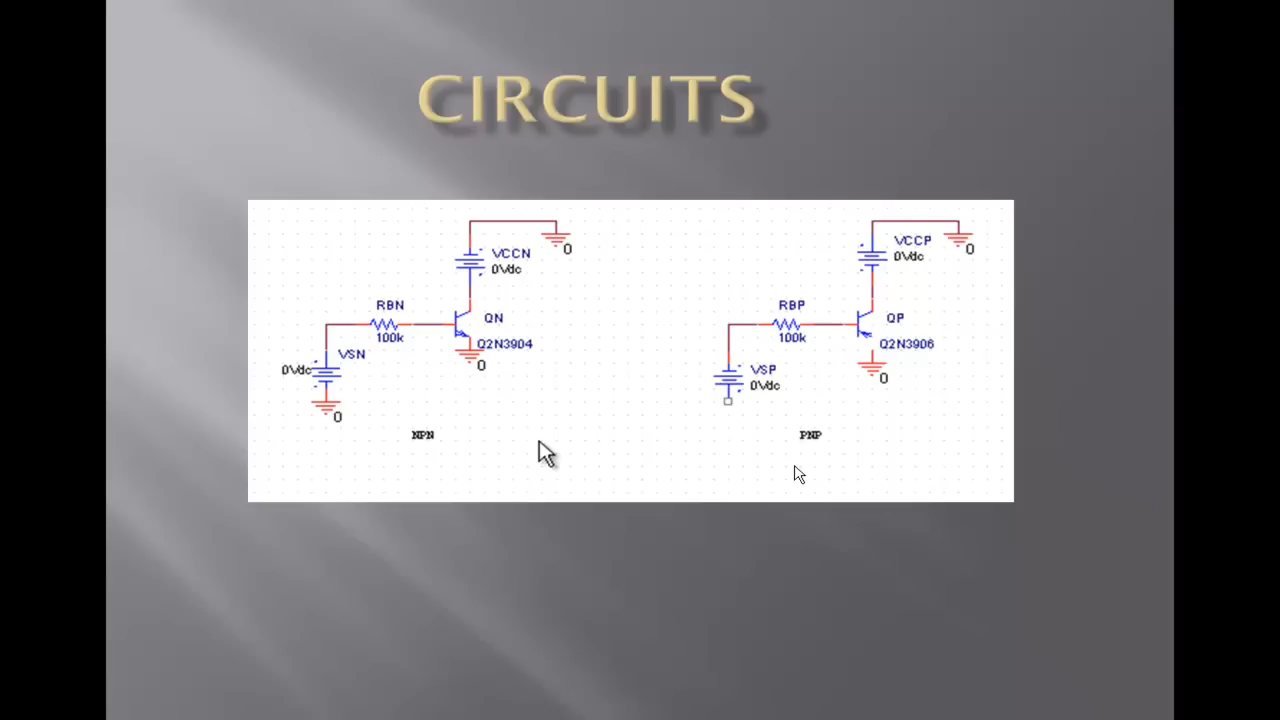 CIRCUITS
VCCN
0Vdc
0
RBN
100k
QN
Q2N3904
0
VSN
0Vdc
0
NPN
VCCP
0Vdc
0
RBP
100k
QP
Q2N3906
0
VSP
0Vdc
PNP